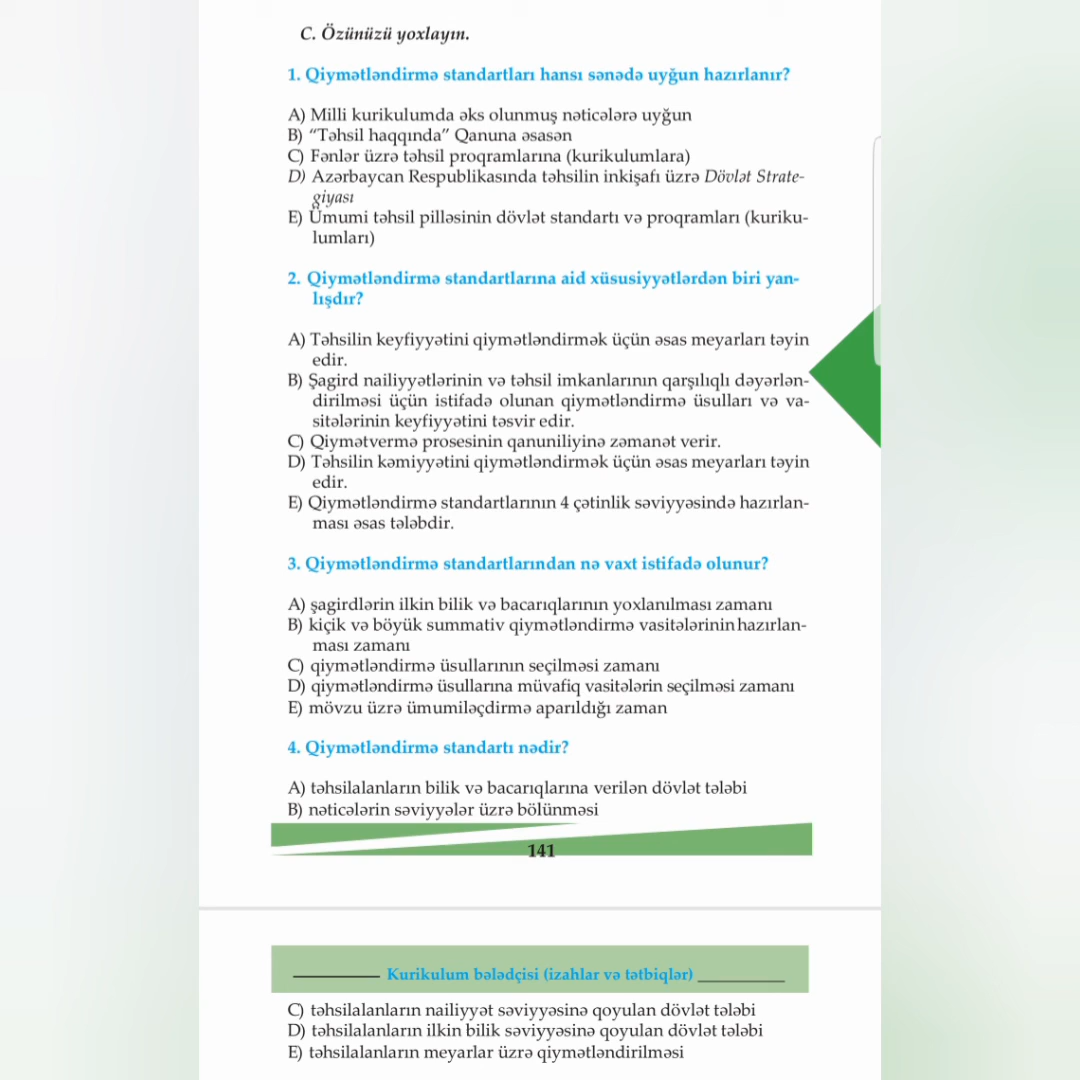 C. Özünüzü yoxlayın.
1. Qiymətləndirmə standartları hansı sənədə uyğun hazırlanır?
A) Milli kurikulumda əks olunmuş nəticələrə uyğun
B) “Təhsil haqqında” Qanuna əsasən
C) Fənlər üzrə təhsil proqramlarına (kurikulumlara)
D) Azərbaycan Respublikasında təhsilin inkişafı üzrə Dövlət Strate-
giyası
E) Ümumi təhsil pilləsinin dövlət standartı və proqramları (kuriku-
lumları)
2. Qiymətləndirmə standartlarına aid xüsusiyyətlərdən biri yan-
lışdır?
A) Təhsilin keyfiyyətini qiymətləndirmək üçün əsas meyarları təyin
edir.
B) Şagird nailiyyətlərinin və təhsil imkanlarının qarşılıqlı dəyərlən-
dirilməsi üçün istifadə olunan qiymətləndirmə üsulları və va-
sitələrinin keyfiyyətini təsvir edir.
C) Qiymətvermə prosesinin qanuniliyinə zəmanət verir.
D) Təhsilin kəmiyyətini qiymətləndirmək üçün əsas meyarları təyin
edir.
E) Qiymətləndirmə standartlarının 4 çətinlik səviyyəsində hazırlan-
ması əsas tələbdir.
3. Qiymətləndirmə standartlarından nə vaxt istifadə olunur?
A) şagirdlərin ilkin bilik və bacarıqlarının yoxlanılması zamanı
B) kiçik və böyük summativ qiymətləndirmə vasitələrinin hazırlan-
ması zamanı
C) qiymətləndirmə üsullarının seçilməsi zamanı
D) qiymətləndirmə üsullarına müvafiq vasitələrin seçilməsi zamanı
E) mövzu üzrə ümumiləçdirmə aparıldığı zaman
4. Qiymətləndirmə standartı nədir?
A) təhsilalanların bilik və bacarıqlarına verilən dövlət tələbi
B) nəticələrin səviyyələr üzrə bölünməsi
141
Kurikulum bələdçisi (izahlar və tətbiqlər)
C) təhsilalanların nailiyyət səviyyəsinə qoyulan dövlət tələbi
D) təhsilalanların ilkin bilik səviyyəsinə qoyulan dövlət tələbi
E) təhsilalanların meyarlar üzrə qiymətləndirilməsi